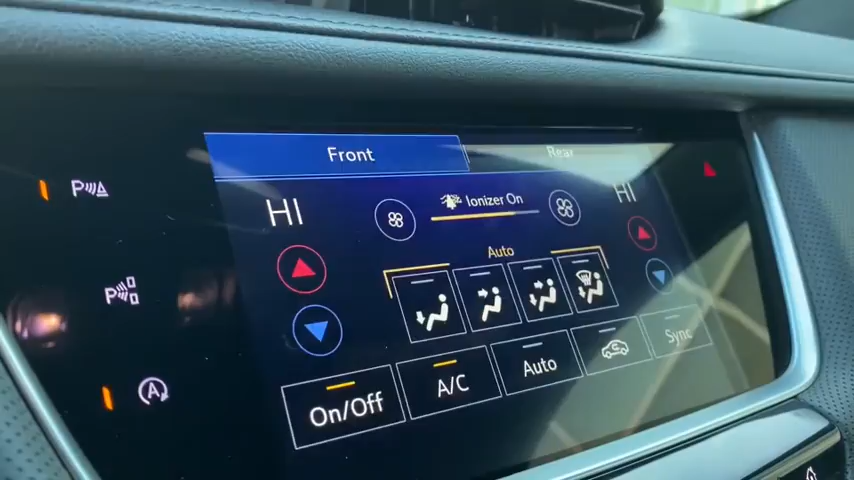 Front
Rear
HI
Ionizer On
HI
Auto
On/Off
A/C
Auto
Sync
P
P
A